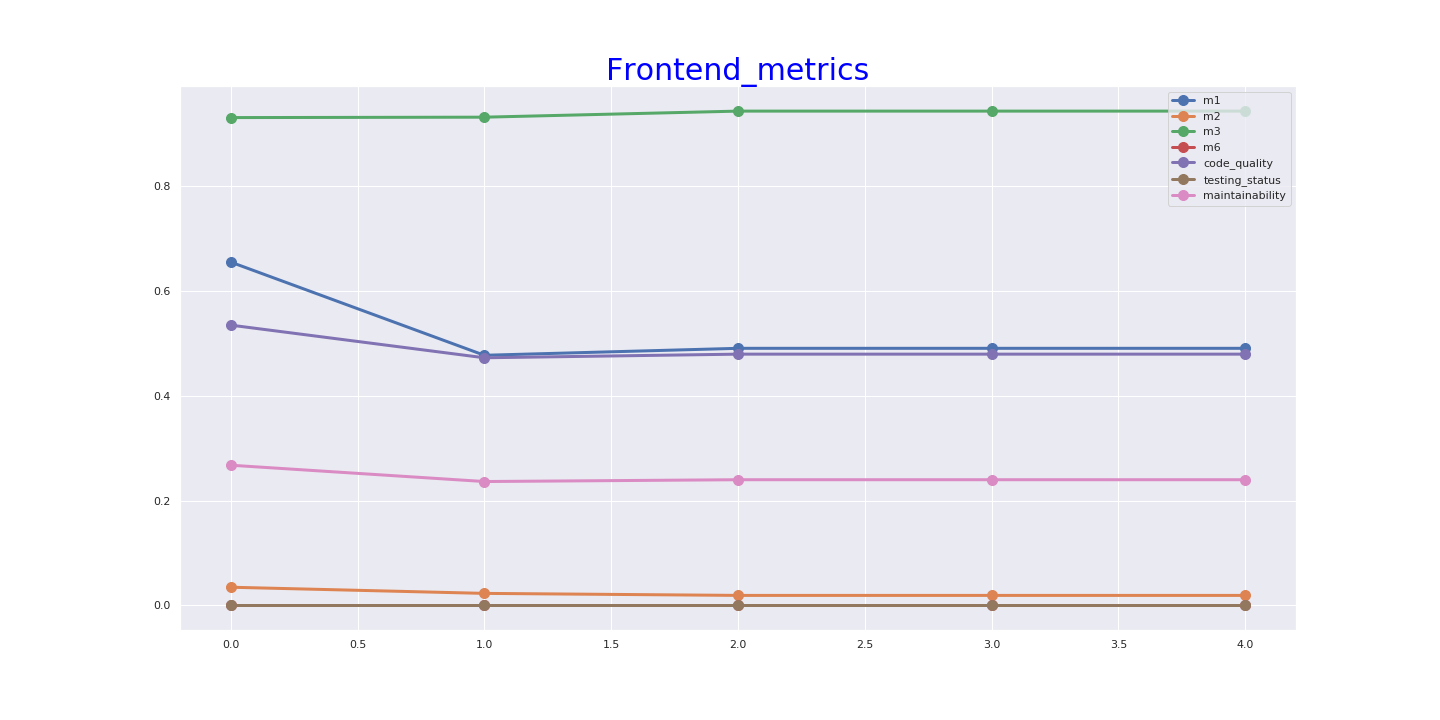 Frontend_metrics
m1
m2
m3
m6
code_quality
testing_status
maintainability
0.8
0.6
0.4
0.2
0.0
0.0 0.5 1.0 1.5 2.0 2.5 3.0 3.5 4.0